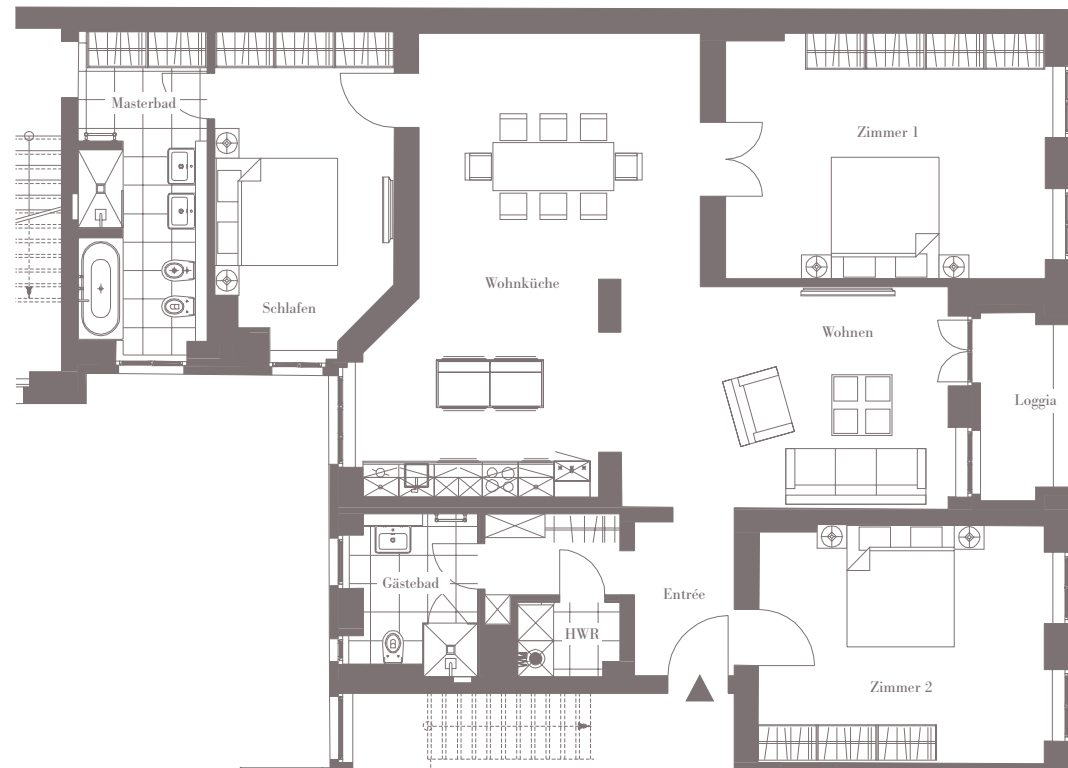 Masterbad
Zimmer 1
Wohnküche
Schlafen
Wohnen
Loggia
Gästebad
Entrée
HWR
Zimmer 2